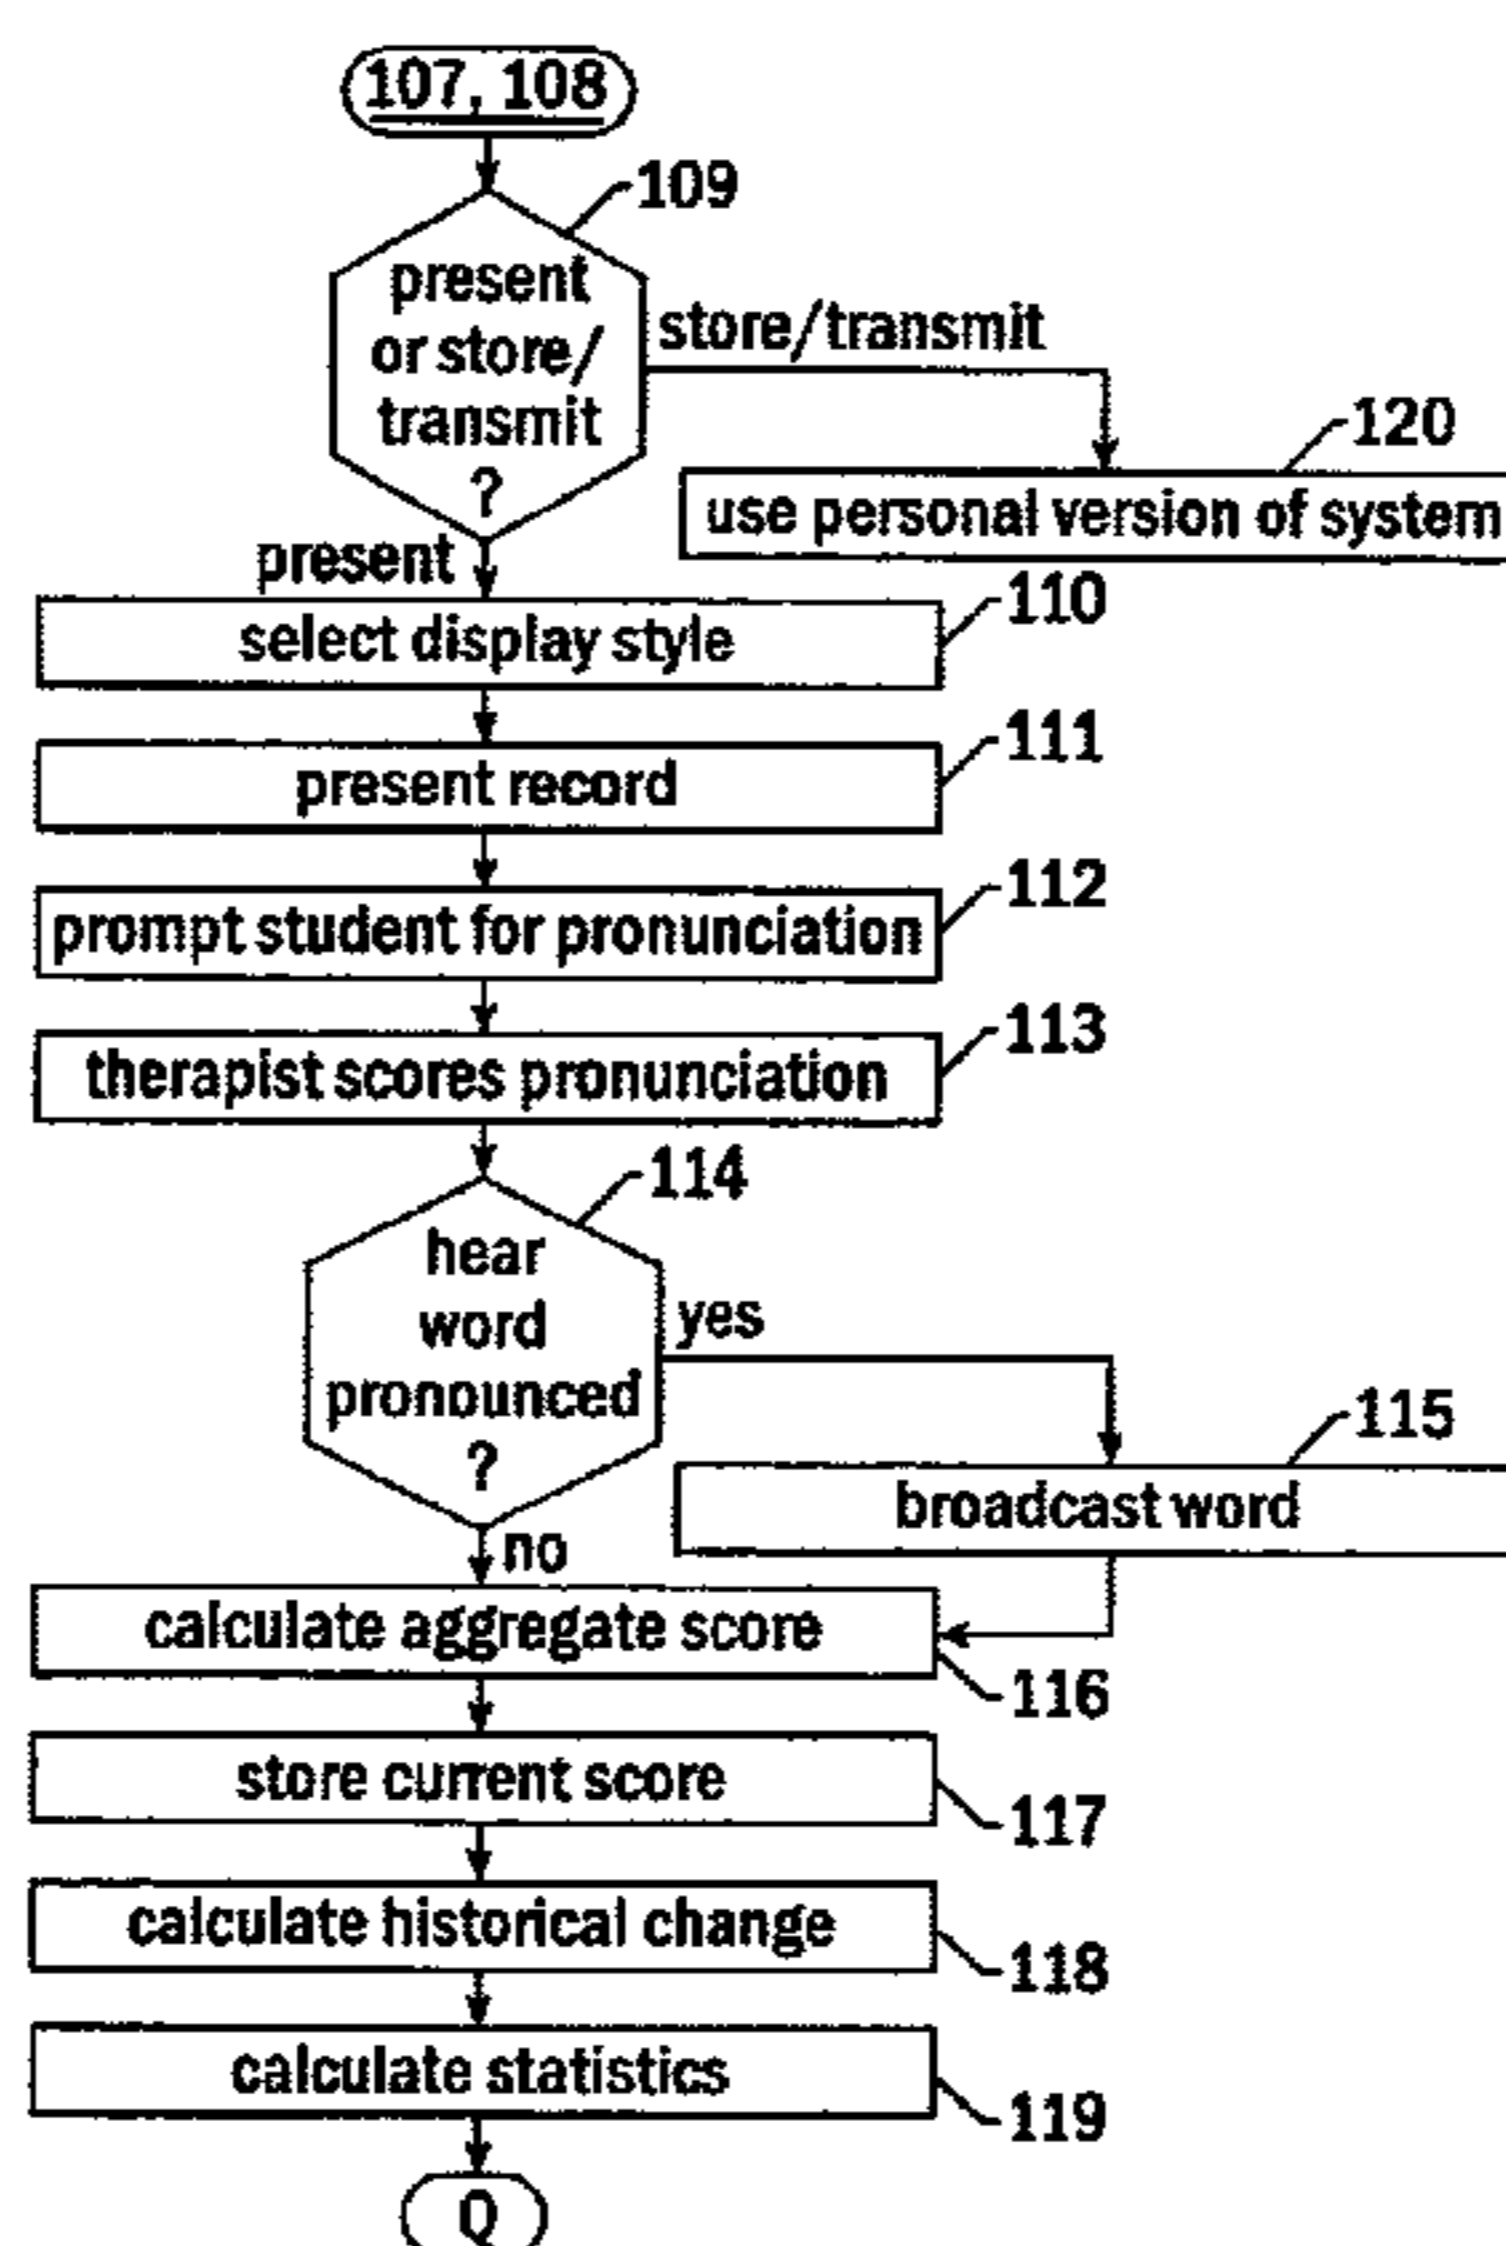 107, 108
109
present
or store/
transmit
?
store/transmit
120
use personal version of system
present
110
select display style
111
present record
112
prompt student for pronunciation
113
therapist scores pronunciation
114
hear
word
pronounced
?
yes
115
broadcast word
no
calculate aggregate score
116
store current score
117
calculate historical change
118
calculate statistics
119
Q